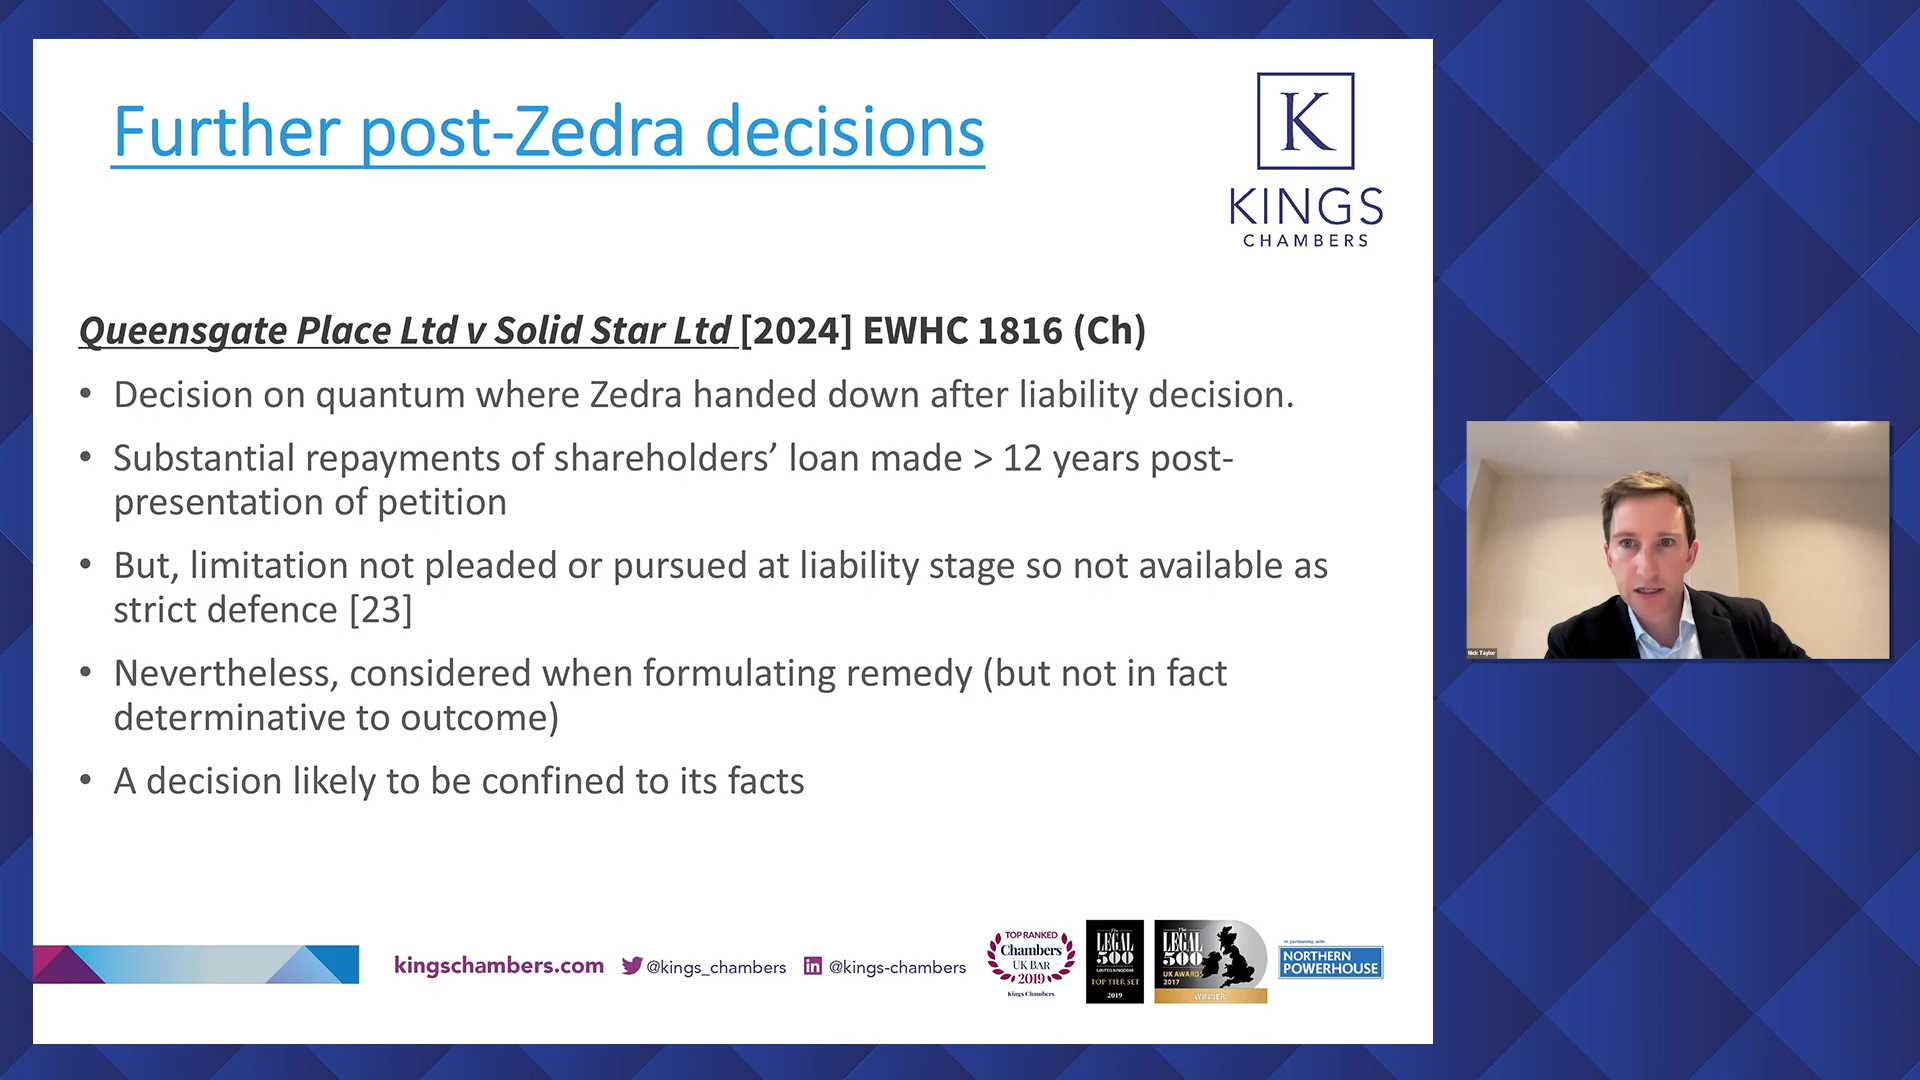 Further post-Zedra decisions
K
KINGS
CHAMBERS
Queensgate Place Ltd v Solid Star Ltd [2024] EWHC 1816 (Ch)
• Decision on quantum where Zedra handed down after liability decision.
• Substantial repayments of shareholders’ loan made > 12 years post-
presentation of petition
• But, limitation not pleaded or pursued at liability stage so not available as
strict defence [23]
• Nevertheless, considered when formulating remedy (but not in fact
determinative to outcome)
• A decision likely to be confined to its facts
Nick Taylor
kingschambers.com @kings_chambers @kings-chambers
TOP RANKED
Chambers
UK BAR
2019
Kings Chambers
The
LEGAL
500
UNITED KINGDOM
TOP TIER SET
2019
The
LEGAL
500
UK AWARDS
2017
WINNER
in partnership with
NORTHERN
POWERHOUSE